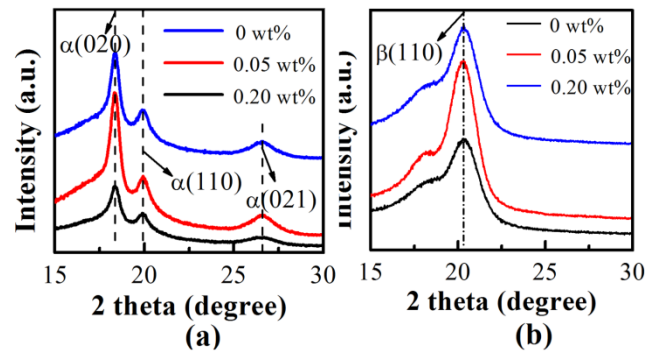 α(020)
0 wt%
0.05 wt%
0.20 wt%
α(110)
α(021)
Intensity (a.u.)
15 20 25 30
2 theta (degree)
(a)
β(110)
0 wt%
0.05 wt%
0.20 wt%
Intensity (a.u.)
15 20 25 30
2 theta (degree)
(b)